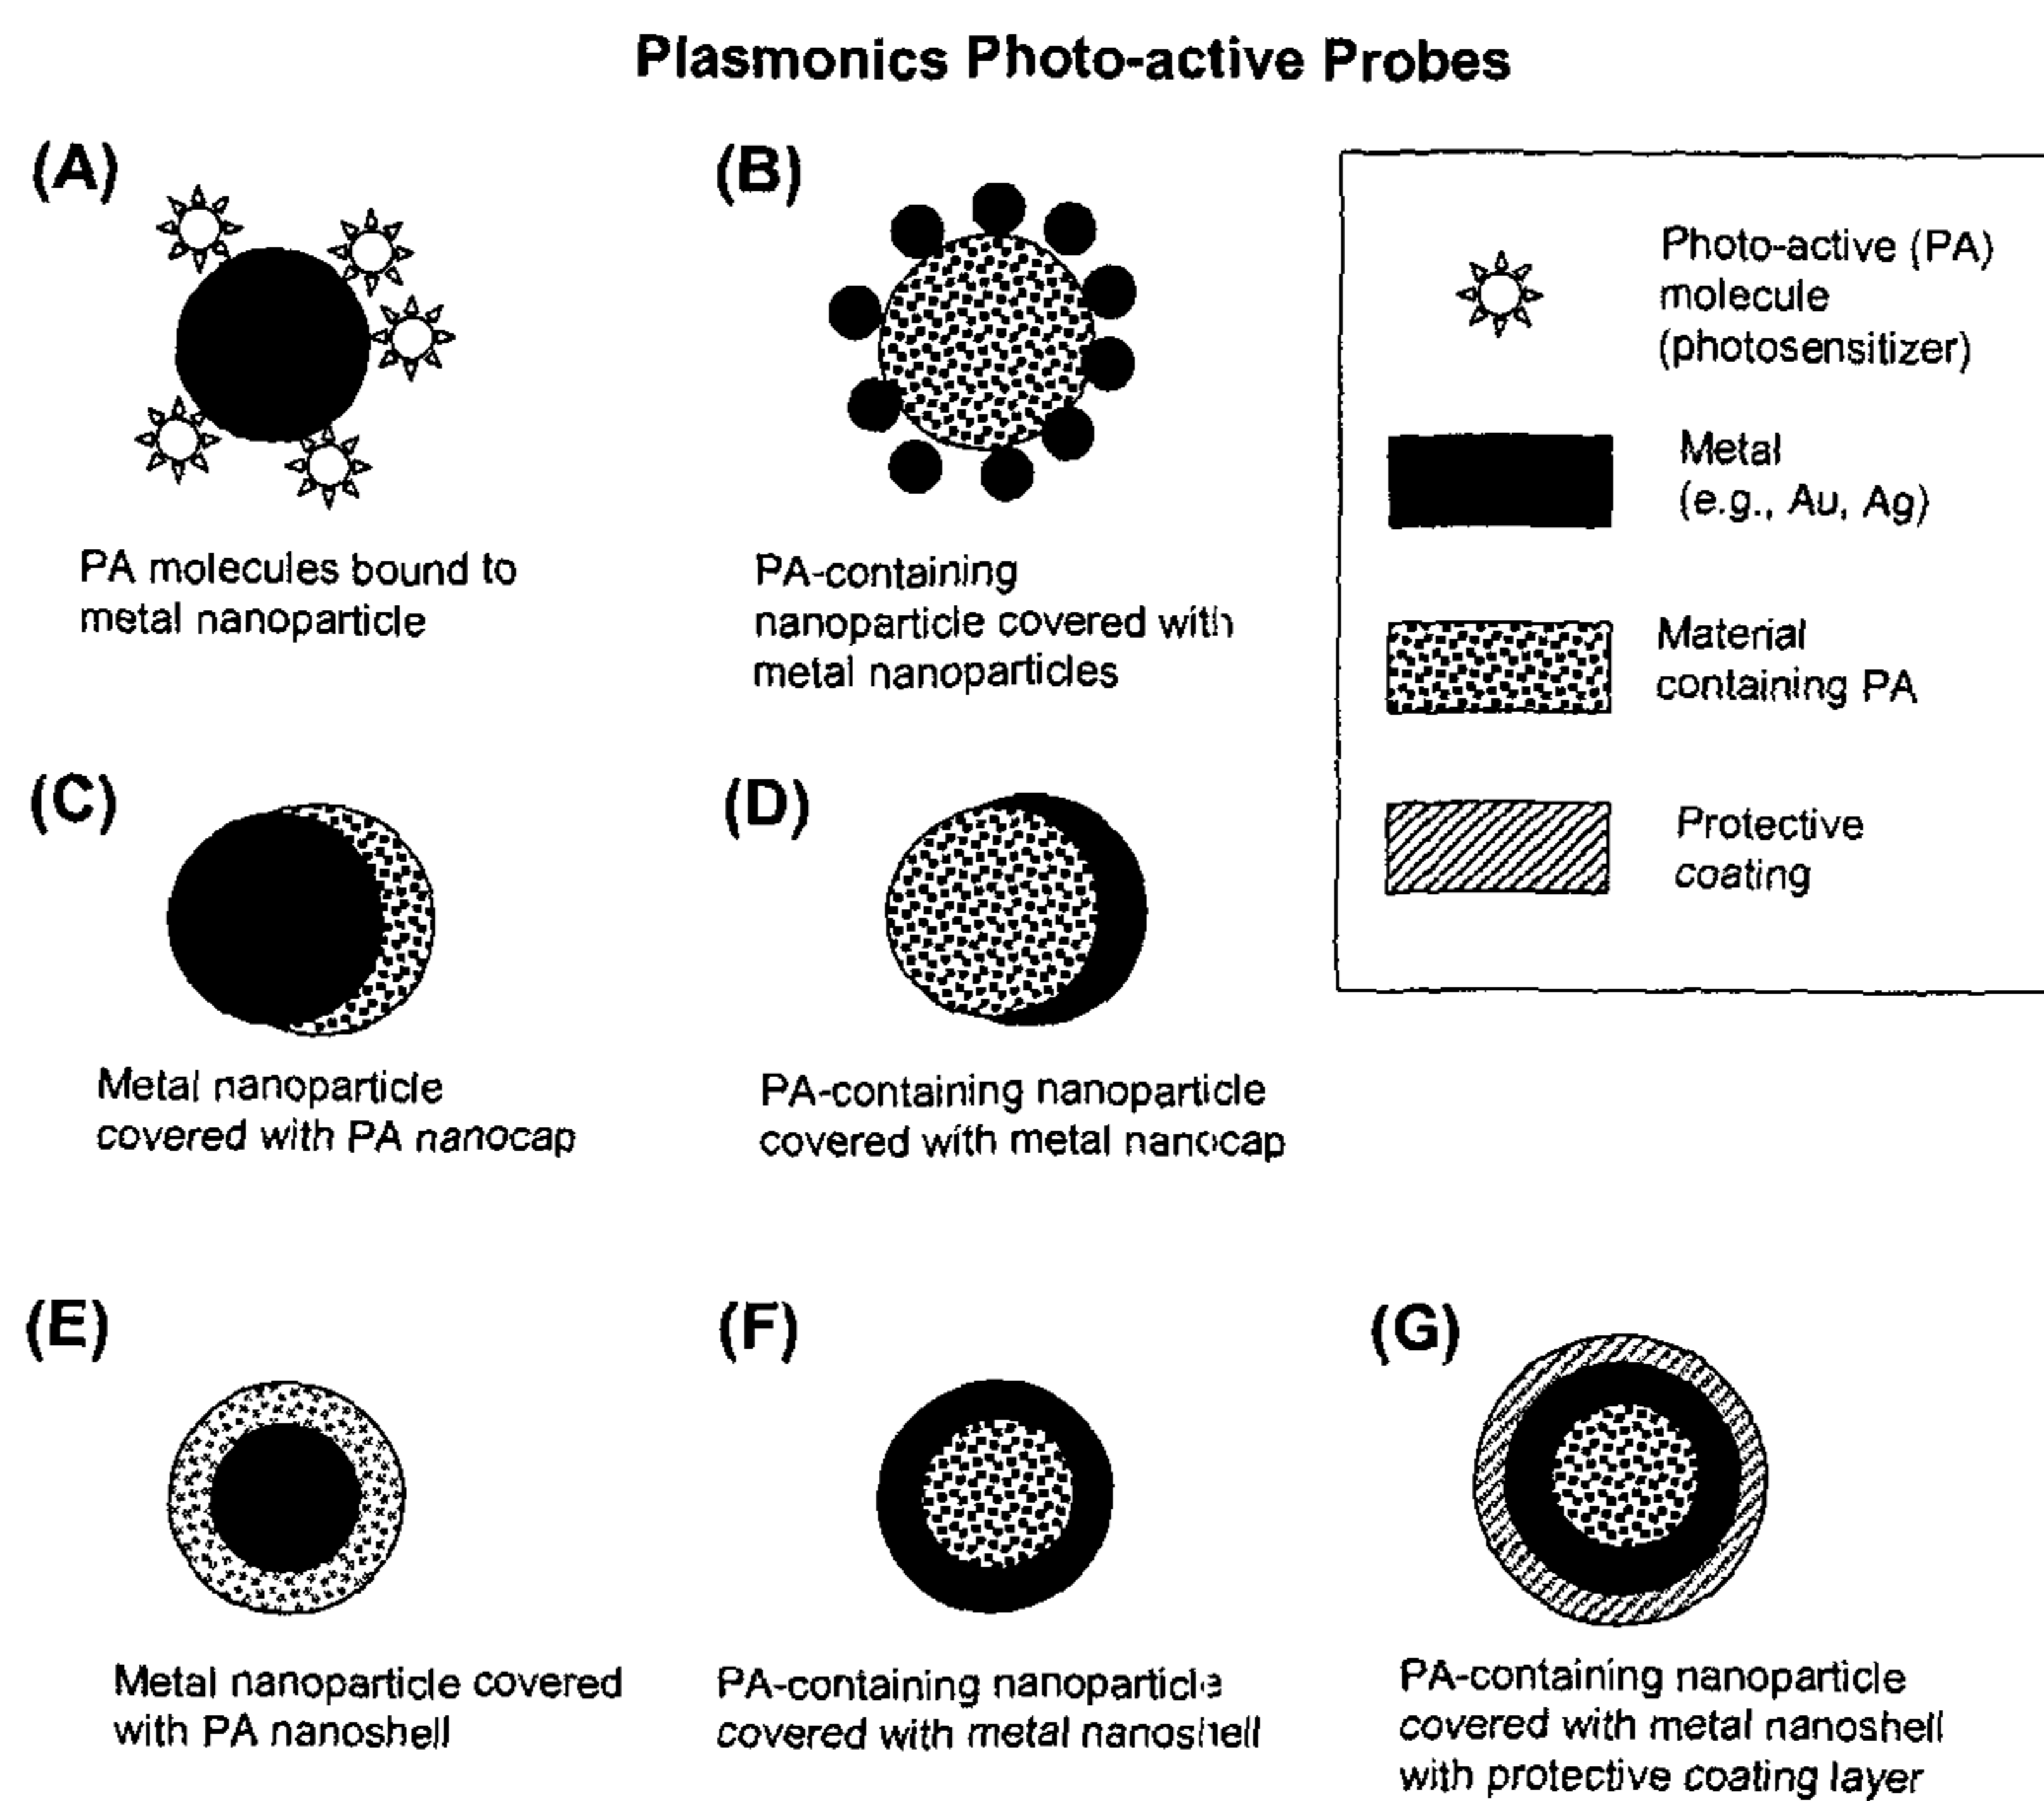 Plasmonics Photo-active Probes
(A)
PA molecules bound to
metal nanoparticle
(B)
PA-containing
nanoparticle covered with
metal nanoparticles
Photo-active (PA)
molecule
(photosensitizer)
Metal
(e.g., Au, Ag)
Material
containing PA
Protective
coating
(C)
Metal nanoparticle
covered with PA nanocap
(D)
PA-containing nanoparticle
covered with metal nanocap
(E)
Metal nanoparticle covered
with PA nanoshell
(F)
PA-containing nanoparticle
covered with metal nanoshell
(G)
PA-containing nanoparticle
covered with metal nanoshell
with protective coating layer